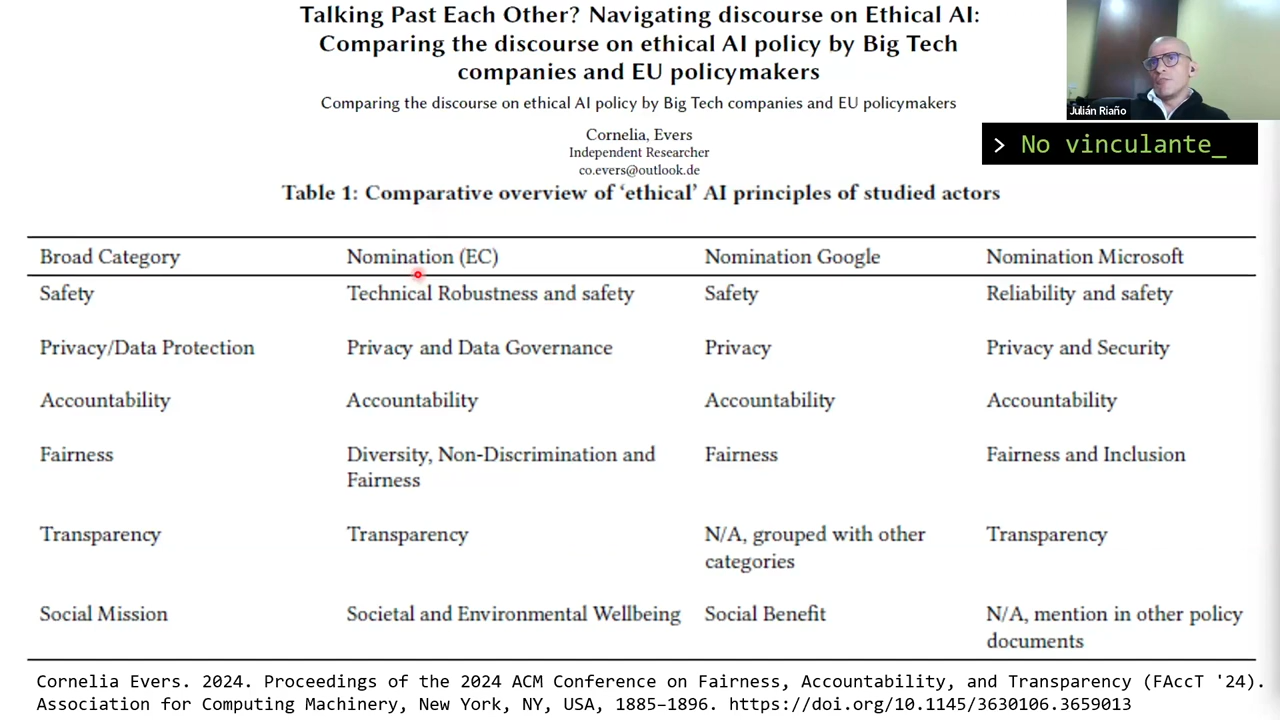 Talking Past Each Other? Navigating discourse on Ethical AI:
Comparing the discourse on ethical AI policy by Big Tech
companies and EU policymakers
Comparing the discourse on ethical AI policy by Big Tech companies and EU policymakers
Cornelia, Evers
Independent Researcher
co.evers@outlook.de
Julián Riaño
> No vinculante_
Table 1: Comparative overview of ‘ethical’ AI principles of studied actors
Broad Category Nomination (EC) Nomination Google Nomination Microsoft
Safety Technical Robustness and safety Safety Reliability and safety
Privacy/Data Protection Privacy and Data Governance Privacy Privacy and Security
Accountability Accountability Accountability Accountability
Fairness Diversity, Non-Discrimination and Fairness Fairness and Inclusion
Fairness
Transparency Transparency N/A, grouped with other Transparency
categories
Social Mission Societal and Environmental Wellbeing Social Benefit N/A, mention in other policy
documents
Cornelia Evers. 2024. Proceedings of the 2024 ACM Conference on Fairness, Accountability, and Transparency (FAccT '24).
Association for Computing Machinery, New York, NY, USA, 1885–1896. https://doi.org/10.1145/3630106.3659013